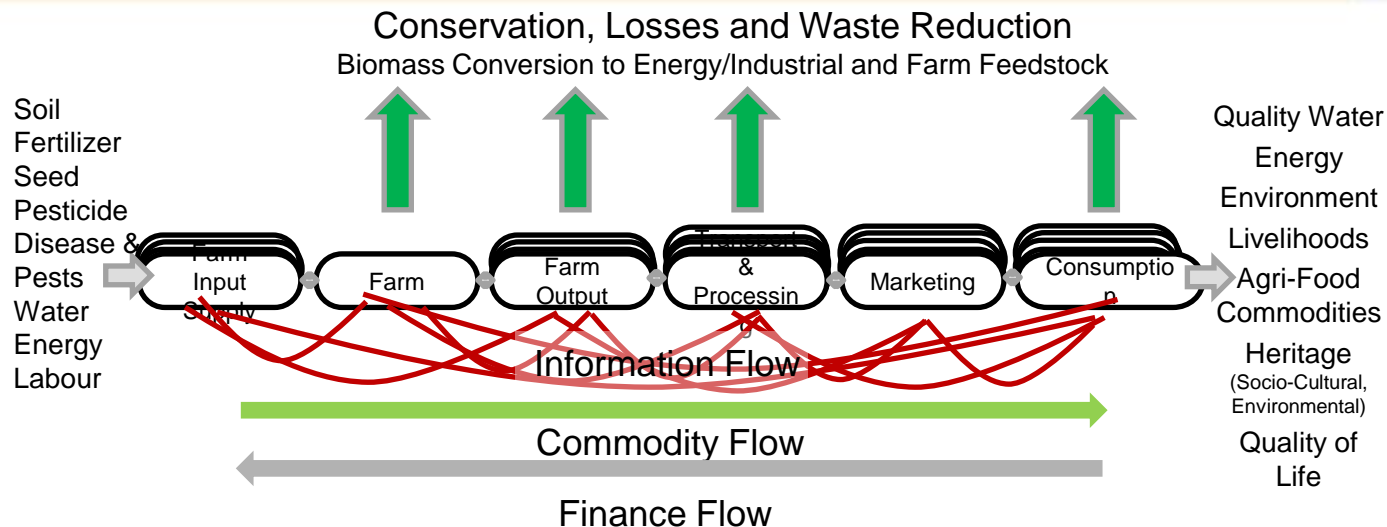 Conservation, Losses and Waste Reduction
Biomass Conversion to Energy/Industrial and Farm Feedstock
Soil
Fertilizer
Seed
Pesticide
Disease &
Pests
Water
Energy
Labour
Farm
Input
Supply
Farm
Farm
Output
Transport
&
Processin
g
Marketing
Consumptio
n
Quality Water
Energy
Environment
Livelihoods
Agri-Food
Commodities
Heritage
(Socio-Cultural,
Environmental)
Quality of
Life
Information Flow
Commodity Flow
Finance Flow